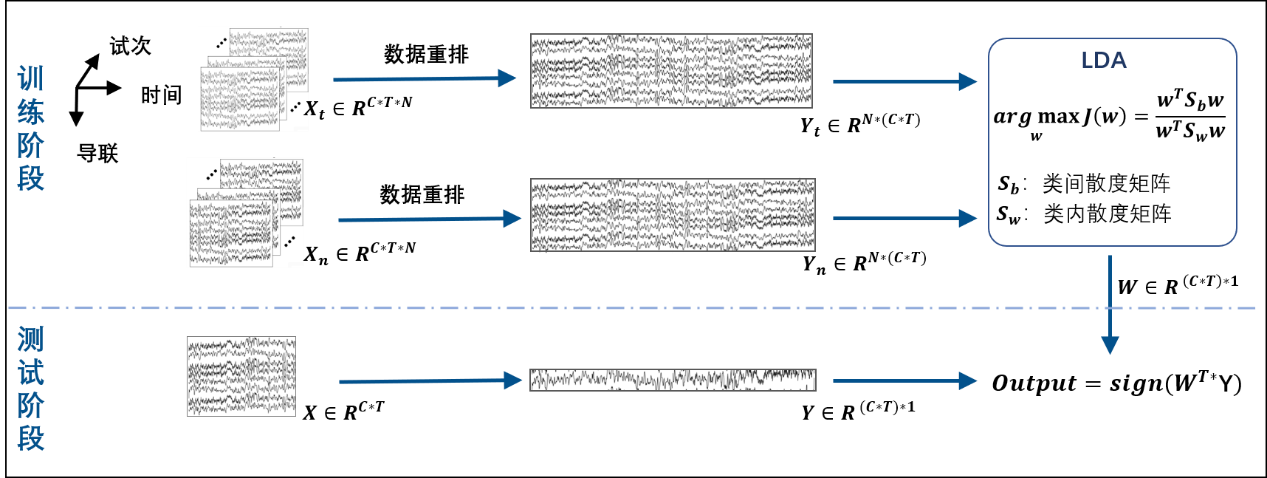 训练阶段
试次
时间
导联
X_t ∈ R^{C*T*N}
数据重排
Y_t ∈ R^{N*(C*T)}
LDA
arg max_w J(w) = \frac{w^T S_b w}{w^T S_w w}
S_b: 类间散度矩阵
S_w: 类内散度矩阵
X_n ∈ R^{C*T*N}
数据重排
Y_n ∈ R^{N*(C*T)}
W ∈ R^{(C*T)*1}
测试阶段
X ∈ R^{C*T}
Y ∈ R^{(C*T)*1}
Output = sign(W^{T*}Y)